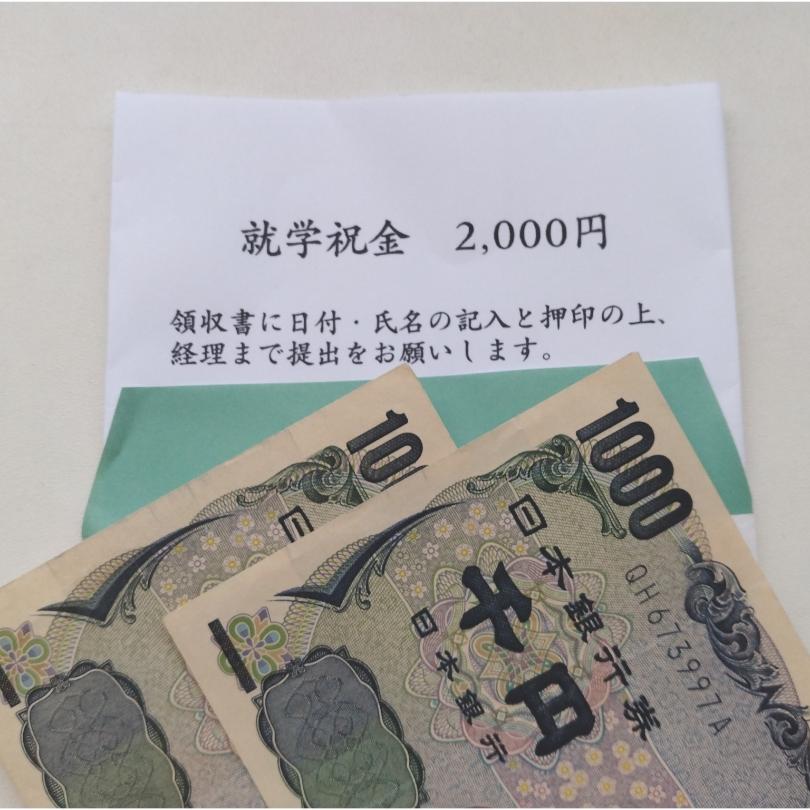 就学祝金　2,000円
領収書に日付・氏名の記入と押印の上、
経理まで提出をお願いします。
1000
日本銀行券
千円
日本銀行
QH673997A